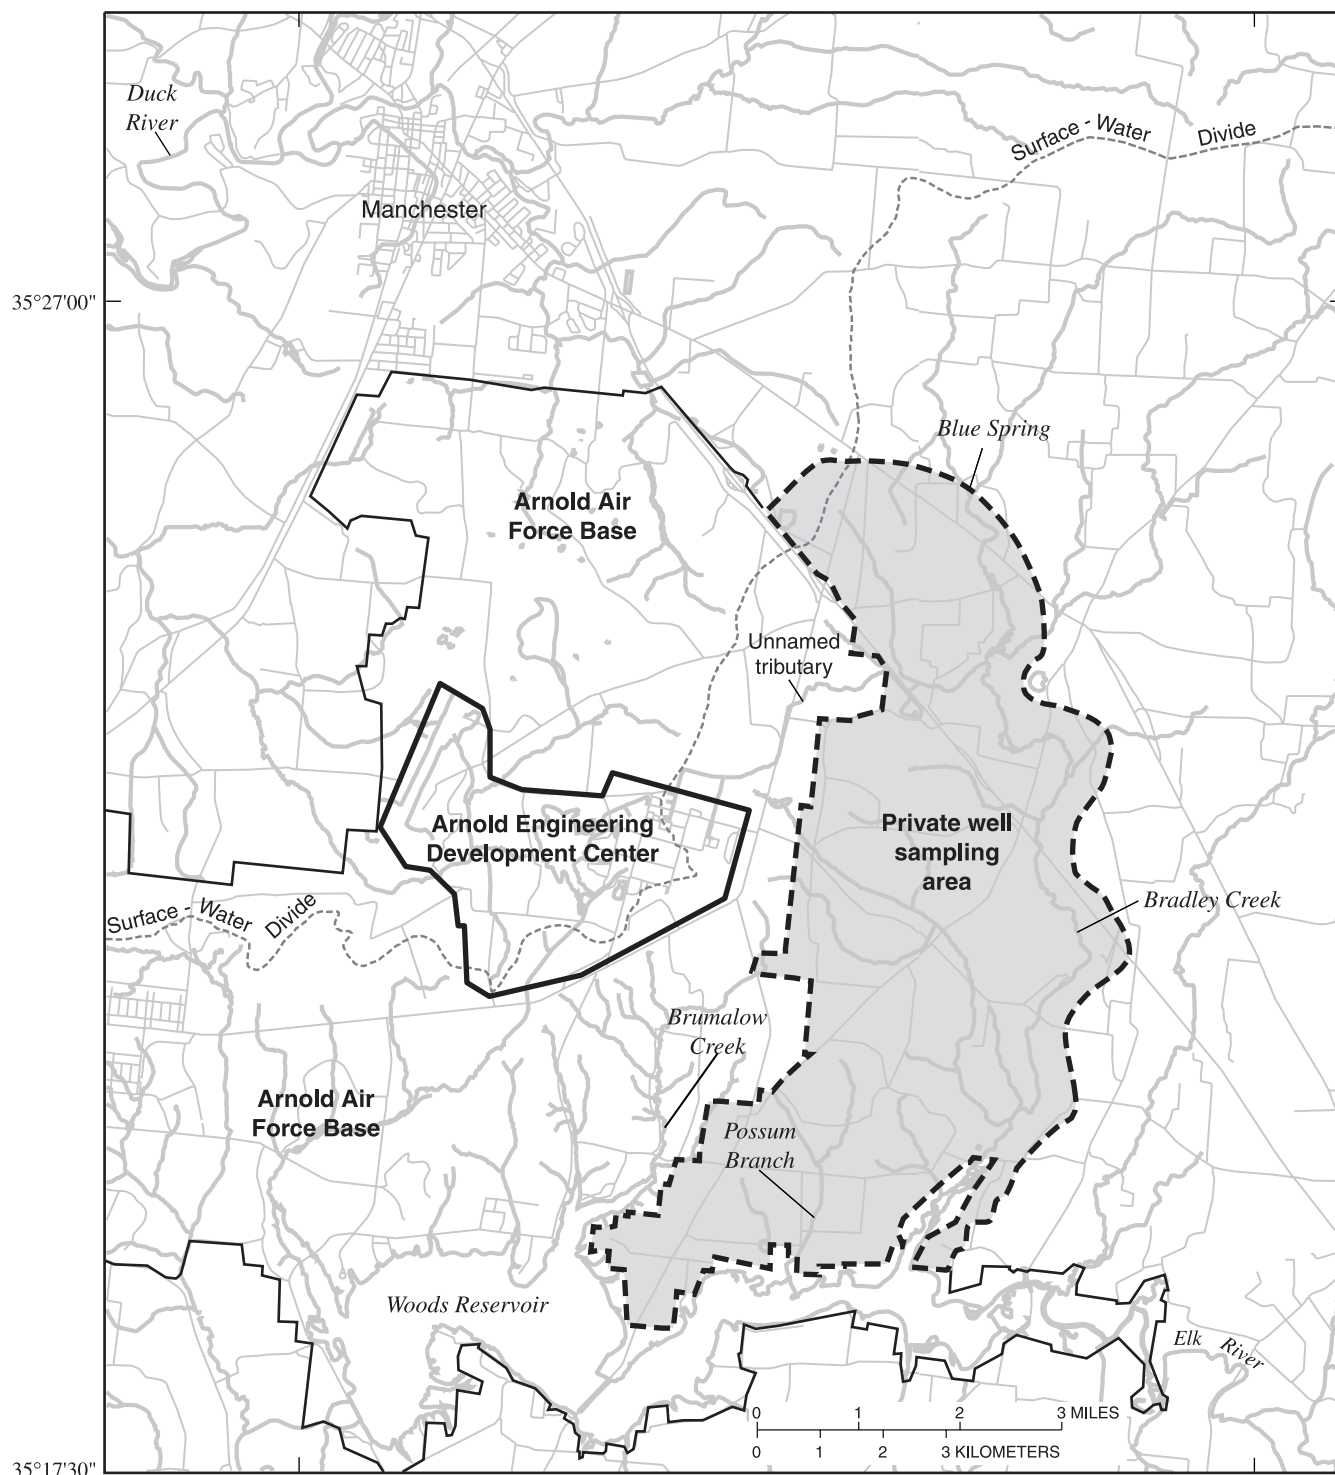 Duck
River
Surface - Water Divide
Manchester
35°27'00"
Blue Spring
Arnold Air
Force Base
Unnamed
tributary
Arnold Engineering
Development Center
Private well
sampling
area
Bradley Creek
Surface - Water Divide
Brumalow
Creek
Arnold Air
Force Base
Possum
Branch
Woods Reservoir
Elk River
0 1 2 3 MILES
0 1 2 3 KILOMETERS
35°17'30"